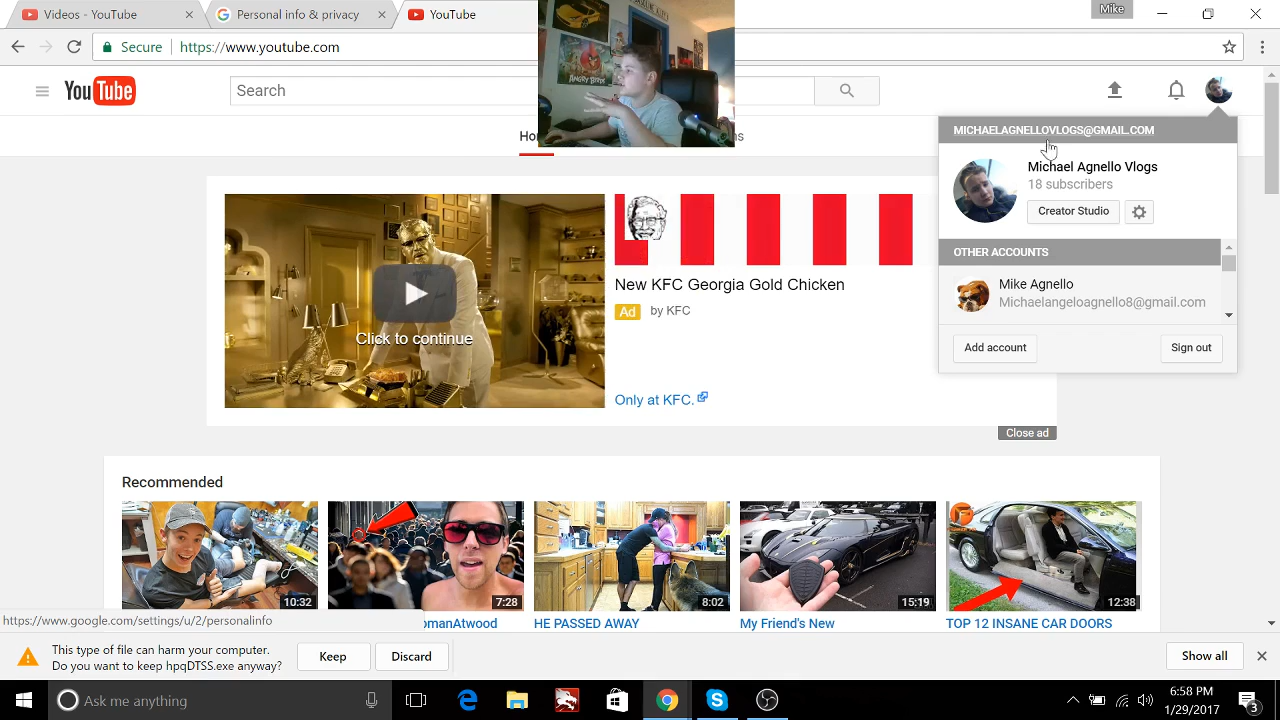 Videos - YouTube
Personal info & privacy
YouTube
Mike
Secure
https://www.youtube.com
YouTube
Search
ANGRY BIRDS
MICHAELAGNELLOVLOGS@GMAIL.COM
Michael Agnello Vlogs
18 subscribers
Creator Studio
OTHER ACCOUNTS
Mike Agnello
Michaelangeloagnello8@gmail.com
Add account
Sign out
New KFC Georgia Gold Chicken
Ad by KFC
Click to continue
Only at KFC.
Close ad
Recommended
10:32
7:28
8:02
15:19
12:38
omanAtwood
HE PASSED AWAY
My Friend's New
TOP 12 INSANE CAR DOORS
https://www.google.com/settings/u/2/personalinfo
This type of file can harm your computer.
Do you want to keep hpqDTSS.exe anyway?
Keep
Discard
Show all
Ask me anything
6:58 PM
1/29/2017
3